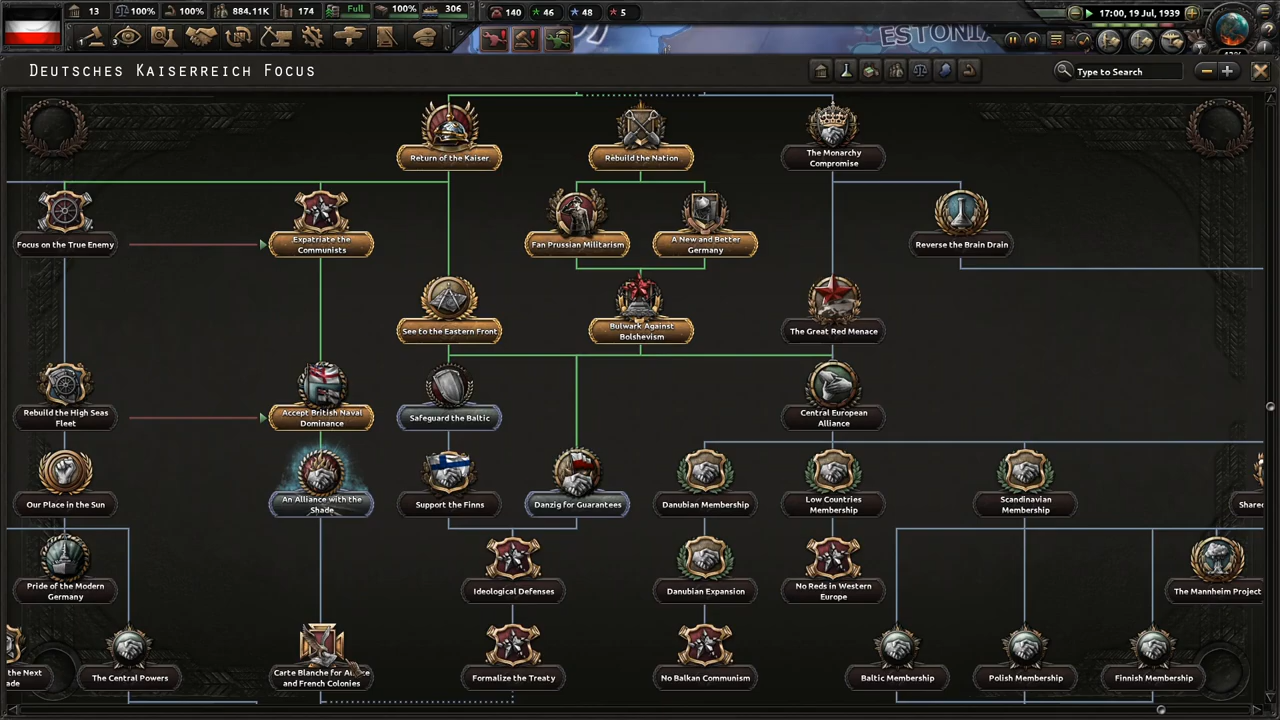 13
100%
100%
884.11K
174
Full
100%
306
140
46
48
5
17:00, 19 Jul, 1939
ESTONIA
Deutsches Kaiserreich Focus
Type to Search
Return of the Kaiser
Rebuild the Nation
The Monarchy
Compromise
Focus on the True Enemy
Expatriate the
Communists
Fan Prussian Militarism
A New and Better
Germany
Reverse the Brain Drain
See to the Eastern Front
Bulwark Against
Bolshevism
The Great Red Menace
Rebuild the High Seas
Fleet
Accept British Naval
Dominance
Safeguard the Baltic
Central European
Alliance
Our Place in the Sun
An Alliance with the
Shade
Support the Finns
Danzig for Guarantees
Danubian Membership
Low Countries
Membership
Scandinavian
Membership
Share
Pride of the Modern
Germany
Ideological Defenses
Danubian Expansion
No Reds in Western
Europe
The Mannheim Project
the Next
ade
The Central Powers
Carte Blanche for
and French Colonies
Formalize the Treaty
No Balkan Communism
Baltic Membership
Polish Membership
Finnish Membership